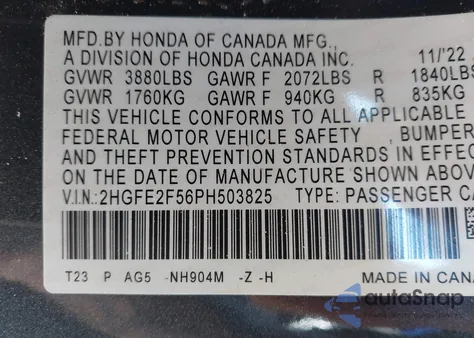 MFD.BY HONDA OF CANADA MFG.,
A DIVISION OF HONDA CANADA INC. 11/'22
GVWR 3880LBS GAWR F 2072LBS R 1840LBS
GVWR 1760KG GAWR F 940KG R 835KG
THIS VEHICLE CONFORMS TO ALL APPLICABLE
FEDERAL MOTOR VEHICLE SAFETY , BUMPER
AND THEFT PREVENTION STANDARDS IN EFFEC
ON THE DATE OF MANUFACTURE SHOWN ABOV
V.I.N.: 2HGFE2F56PH503825 TYPE: PASSENGER CA
T23 P AG5 -NH904M -Z -H MADE IN CAN
autoSnap